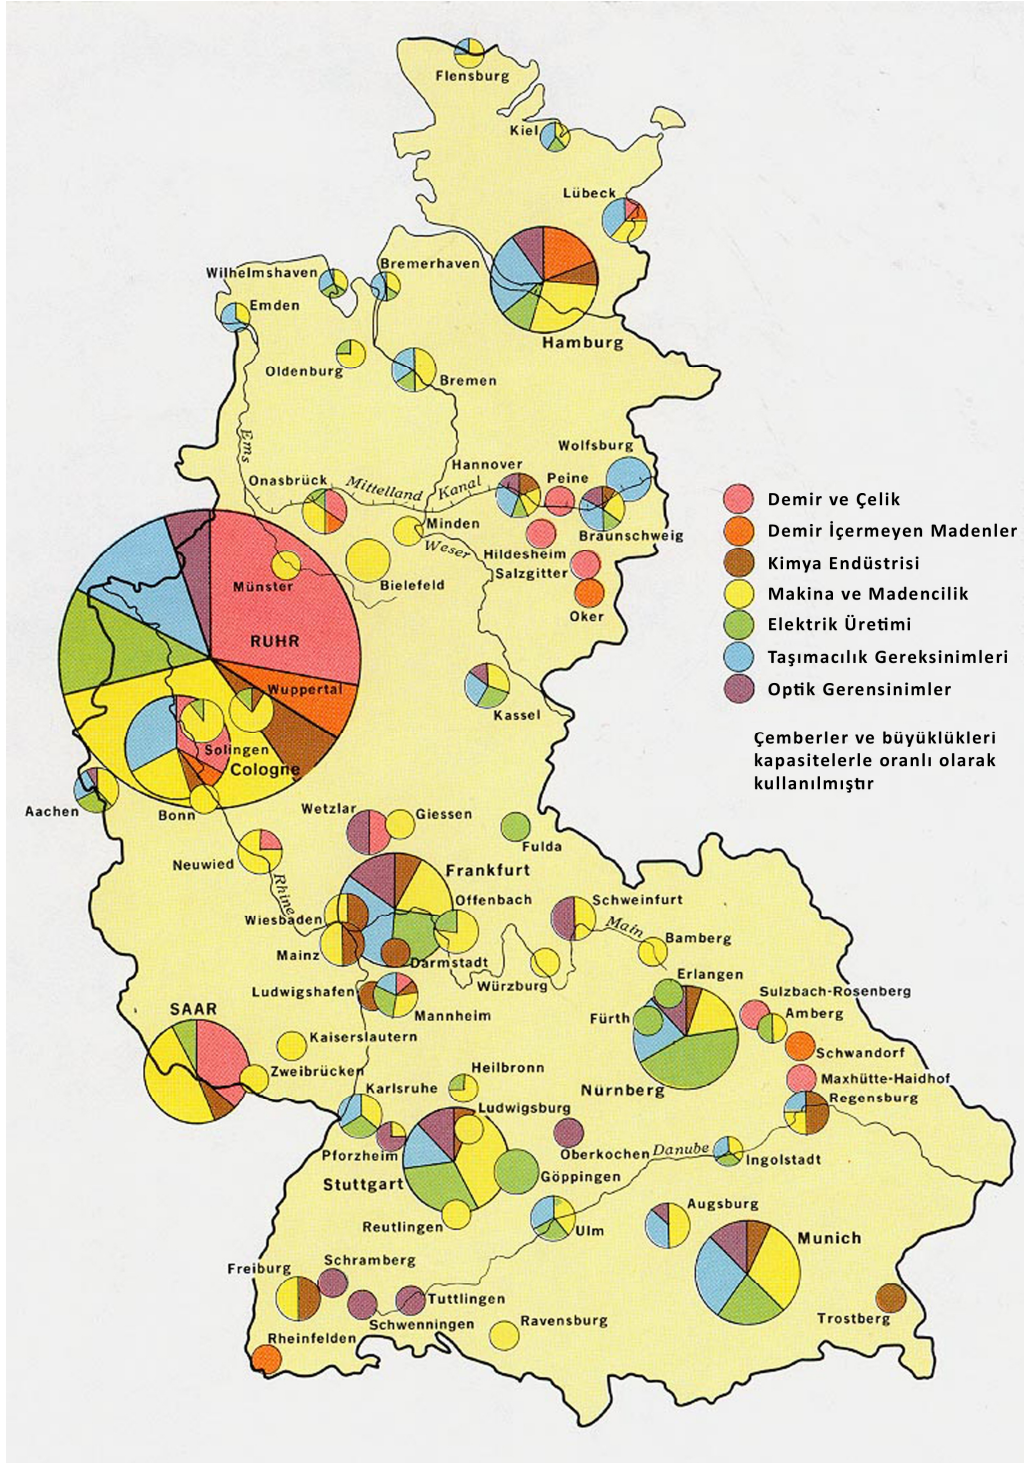 Flensburg
Kiel
Lübeck
Wilhelmshaven
Bremerhaven
Emden
Hamburg
Oldenburg
Bremen
Ems
Wolfsburg
Hannover
Peine
Onasbrück
Mittelland Kanal
Minden
Weser
Braunschweig
Hildesheim
Salzgitter
Münster
Bielefeld
Oker
RUHR
Wuppertal
Kassel
Solingen
Cologne
Aachen
Bonn
Wetzlar
Giessen
Fulda
Neuwied
Rhine
Frankfurt
Offenbach
Schweinfurt
Wiesbaden
Main
Mainz
Darmstadt
Bamberg
Würzburg
Erlangen
Ludwigshafen
Mannheim
Sulzbach-Rosenberg
SAAR
Fürth
Amberg
Kaiserslautern
Schwandorf
Zweibrücken
Heilbronn
Maxhütte-Haidhof
Karlsruhe
Nürnberg
Regensburg
Ludwigsburg
Pforzheim
Oberkochen
Danube
Ingolstadt
Stuttgart
Göppingen
Reutlingen
Ulm
Augsburg
Munich
Freiburg
Schramberg
Tuttlingen
Schwenningen
Ravensburg
Trostberg
Rheinfelden
Demir ve Çelik
Demir İçermeyen Madenler
Kimya Endüstrisi
Makina ve Madencilik
Elektrik Üretimi
Taşımacılık Gereksinimleri
Optik Gerensinimler
Çemberler ve büyüklükleri
kapasitelerle oranlı olarak
kullanılmıştır